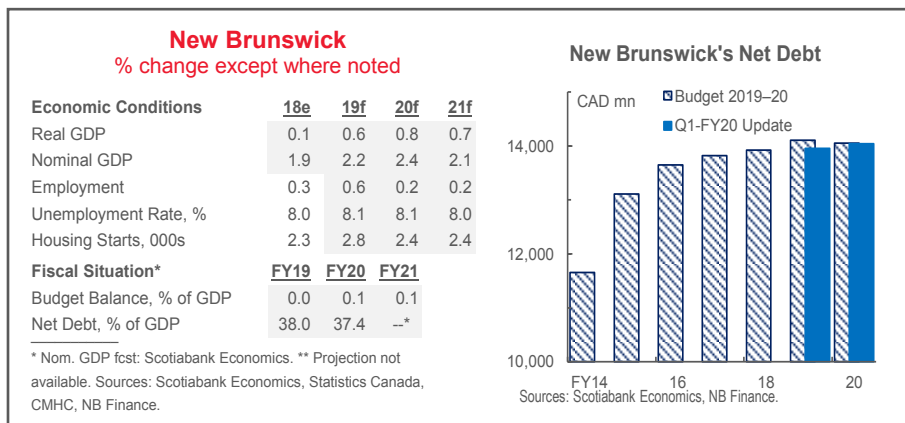 New Brunswick
% change except where noted
Economic Conditions 18e 19f 20f 21f
Real GDP 0.1 0.6 0.8 0.7
Nominal GDP 1.9 2.2 2.4 2.1
Employment 0.3 0.6 0.2 0.2
Unemployment Rate, % 8.0 8.1 8.1 8.0
Housing Starts, 000s 2.3 2.8 2.4 2.4
Fiscal Situation* FY19 FY20 FY21
Budget Balance, % of GDP 0.0 0.1 0.1
Net Debt, % of GDP 38.0 37.4 --*
* Nom. GDP fcst: Scotiabank Economics. ** Projection not
available. Sources: Scotiabank Economics, Statistics Canada,
CMHC, NB Finance.
New Brunswick's Net Debt
CAD mn
Budget 2019–20
Q1-FY20 Update
14,000
12,000
10,000
FY14 16 18 20
Sources: Scotiabank Economics, NB Finance.